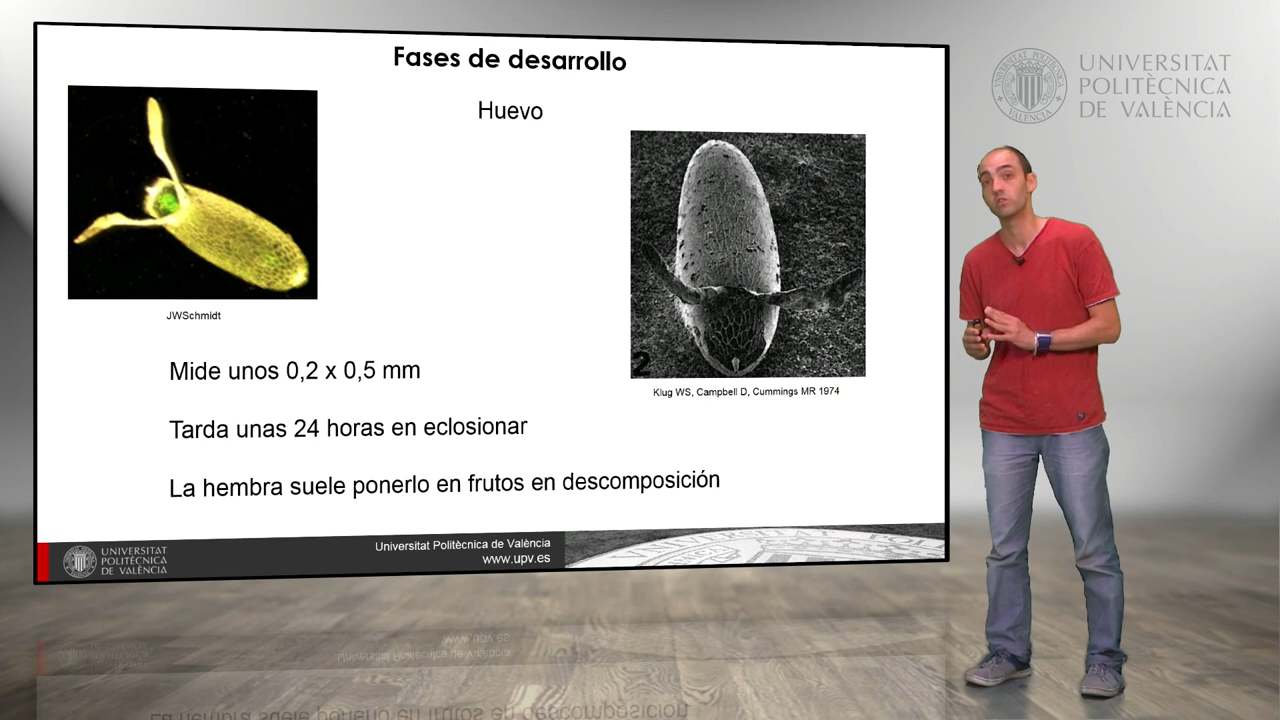 Fases de desarrollo
Huevo
JWSchmidt
2
Klug WS, Campbell D, Cummings MR 1974
Mide unos 0,2 x 0,5 mm
Tarda unas 24 horas en eclosionar
La hembra suele ponerlo en frutos en descomposición
UNIVERSITAT
POLITÈCNICA
DE VALÈNCIA
Universitat Politècnica de València
www.upv.es
UNIVERSITAT
POLITÈCNICA
DE VALÈNCIA